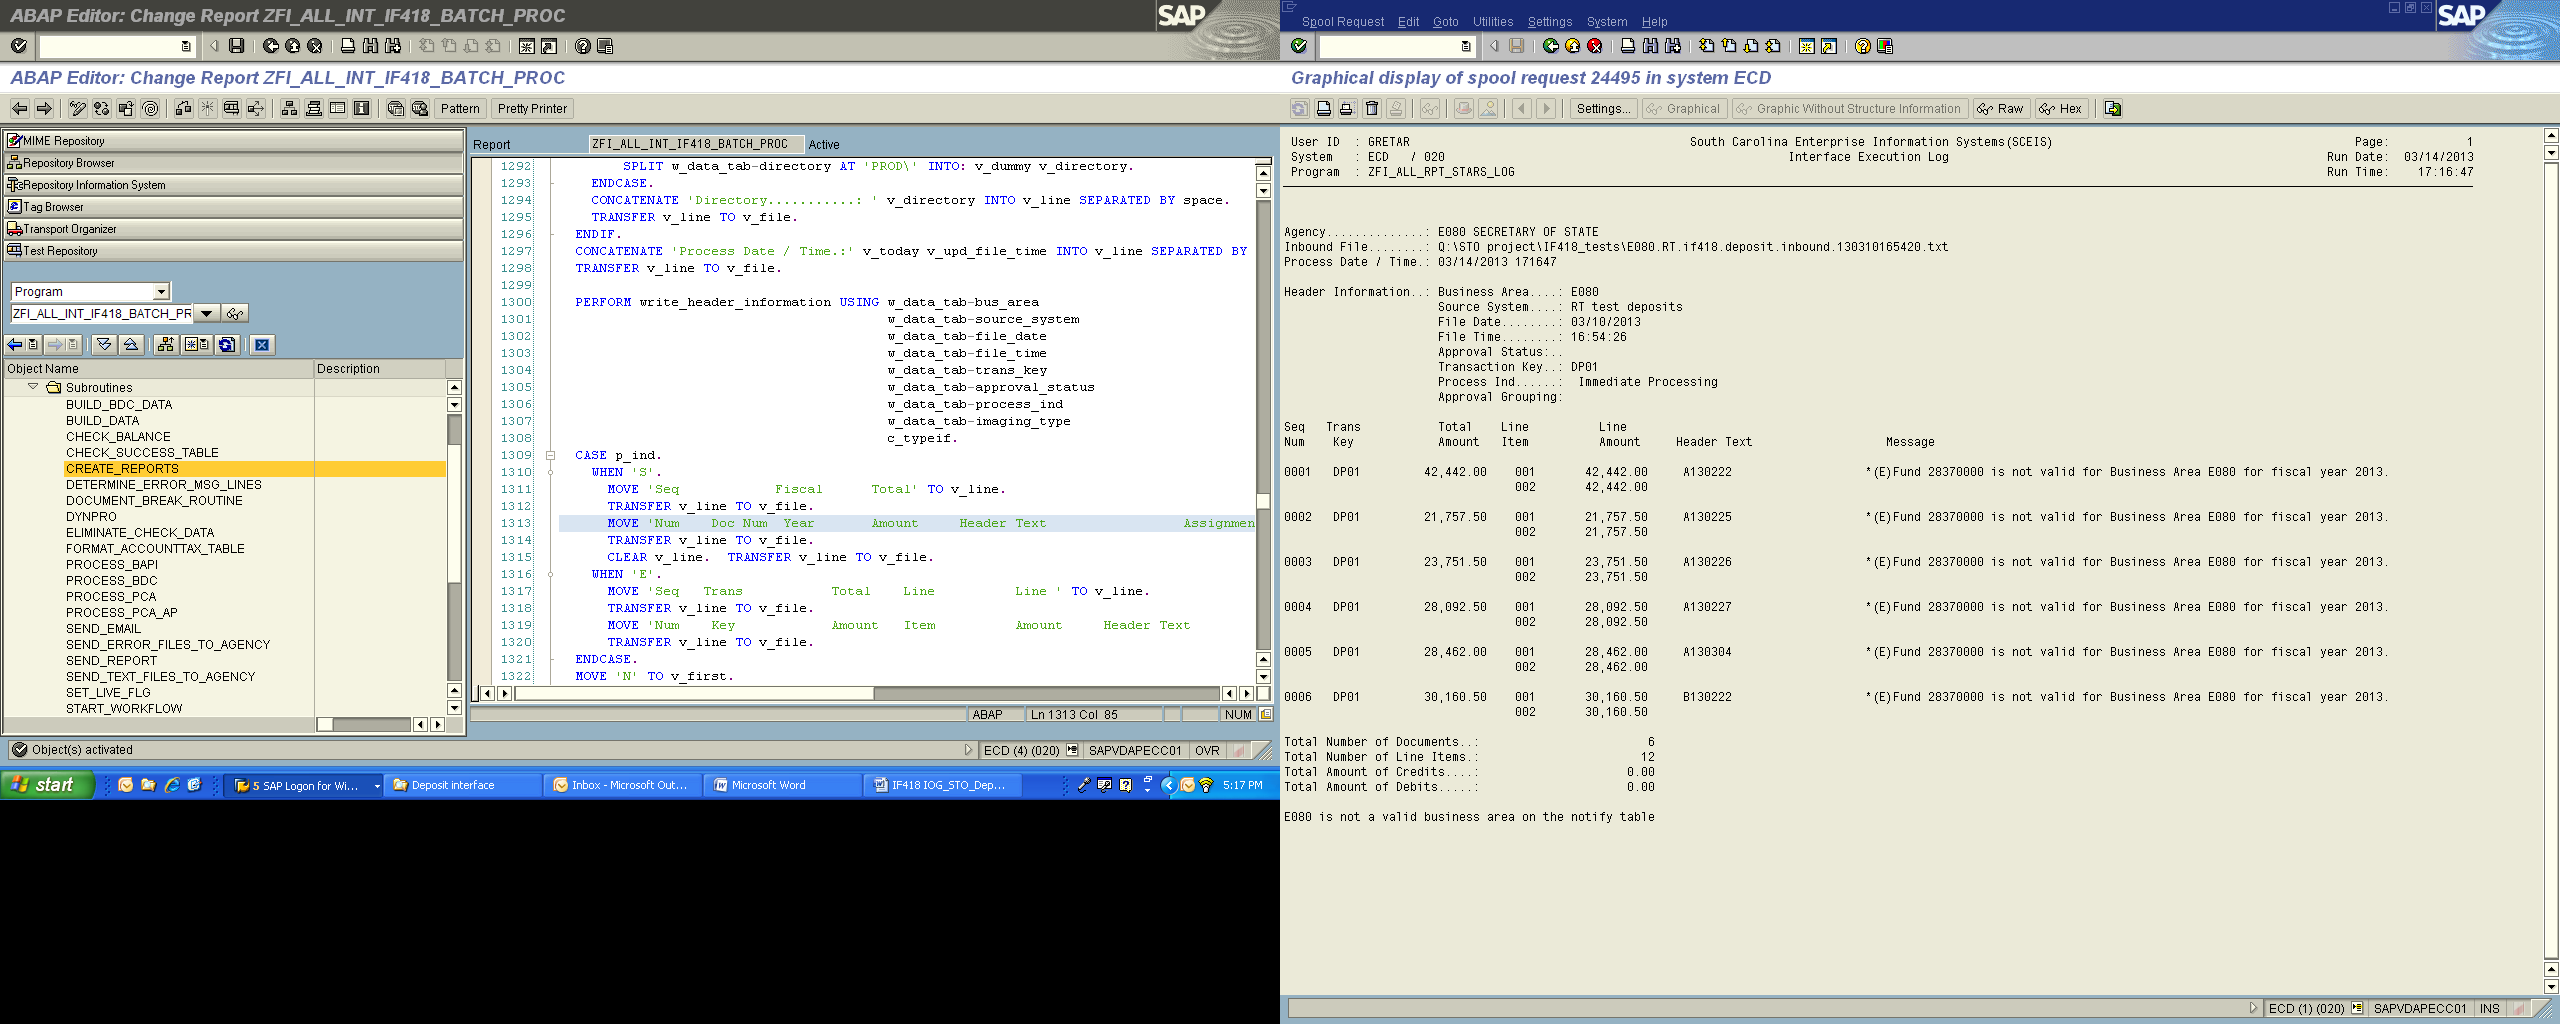 ABAP Editor: Change Report ZFI_ALL_INT_IF418_BATCH_PROC
SAP
ABAP Editor: Change Report ZFI_ALL_INT_IF418_BATCH_PROC
Pattern
Pretty Printer
MIME Repository
Repository Browser
Repository Information System
Tag Browser
Transport Organizer
Test Repository
Program
ZFI_ALL_INT_IF418_BATCH_PR
Object Name Description
Subroutines
BUILD_BDC_DATA
BUILD_DATA
CHECK_BALANCE
CHECK_SUCCESS_TABLE
CREATE_REPORTS
DETERMINE_ERROR_MSG_LINES
DOCUMENT_BREAK_ROUTINE
DYNPRO
ELIMINATE_CHECK_DATA
FORMAT_ACCOUNTTAX_TABLE
PROCESS_BAPI
PROCESS_BDC
PROCESS_PCA
PROCESS_PCA_AP
SEND_EMAIL
SEND_ERROR_FILES_TO_AGENCY
SEND_REPORT
SEND_TEXT_FILES_TO_AGENCY
SET_LIVE_FLG
START_WORKFLOW
Report ZFI_ALL_INT_IF418_BATCH_PROC Active
1292 SPLIT w_data_tab-directory AT 'PROD\' INTO: v_dummy v_directory.
1293 ENDCASE.
1294 CONCATENATE 'Directory...........: ' v_directory INTO v_line SEPARATED BY space.
1295 TRANSFER v_line TO v_file.
1296 ENDIF.
1297 CONCATENATE 'Process Date / Time.:' v_today v_upd_file_time INTO v_line SEPARATED BY
1298 TRANSFER v_line TO v_file.
1299
1300 PERFORM write_header_information USING w_data_tab-bus_area
1301 w_data_tab-source_system
1302 w_data_tab-file_date
1303 w_data_tab-file_time
1304 w_data_tab-trans_key
1305 w_data_tab-approval_status
1306 w_data_tab-process_ind
1307 w_data_tab-imaging_type
1308 c_typeif.
1309 CASE p_ind.
1310 WHEN 'S'.
1311 MOVE 'Seq Fiscal Total' TO v_line.
1312 TRANSFER v_line TO v_file.
1313 MOVE 'Num Doc Num Year Amount Header Text Assignmen
1314 TRANSFER v_line TO v_file.
1315 CLEAR v_line. TRANSFER v_line TO v_file.
1316 WHEN 'E'.
1317 MOVE 'Seq Trans Total Line Line ' TO v_line.
1318 TRANSFER v_line TO v_file.
1319 MOVE 'Num Key Amount Item Amount Header Text
1320 TRANSFER v_line TO v_file.
1321 ENDCASE.
1322 MOVE 'N' TO v_first.
ABAP Ln 1313 Col 85 NUM
Object(s) activated
ECD (4) (020) SAPVDAPECC01 OVR
start
5 SAP Logon for Wi...
Deposit interface
Inbox - Microsoft Out...
Microsoft Word
IF418 IOG_STO_Dep...
5:17 PM
Spool Request Edit Goto Utilities Settings System Help
SAP
Graphical display of spool request 24495 in system ECD
Settings... Graphical Graphic Without Structure Information Raw Hex
User ID : GRETAR South Carolina Enterprise Information Systems(SCEIS) Page: 1
System : ECD / 020 Interface Execution Log Run Date: 03/14/2013
Program : ZFI_ALL_RPT_STARS_LOG Run Time: 17:16:47
Agency..............: E080 SECRETARY OF STATE
Inbound File........: Q:\STO project\IF418_tests\E080.RT.if418.deposit.inbound.130310165420.txt
Process Date / Time.: 03/14/2013 171647
Header Information..: Business Area....: E080
Source System....: RT test deposits
File Date........: 03/10/2013
File Time........: 16:54:26
Approval Status:..
Transaction Key..: DP01
Process Ind......: Immediate Processing
Approval Grouping:
Seq Trans Total Line Line
Num Key Amount Item Amount Header Text Message
0001 DP01 42,442.00 001 42,442.00 A130222 *(E)Fund 28370000 is not valid for Business Area E080 for fiscal year 2013.
002 42,442.00
0002 DP01 21,757.50 001 21,757.50 A130225 *(E)Fund 28370000 is not valid for Business Area E080 for fiscal year 2013.
002 21,757.50
0003 DP01 23,751.50 001 23,751.50 A130226 *(E)Fund 28370000 is not valid for Business Area E080 for fiscal year 2013.
002 23,751.50
0004 DP01 28,092.50 001 28,092.50 A130227 *(E)Fund 28370000 is not valid for Business Area E080 for fiscal year 2013.
002 28,092.50
0005 DP01 28,462.00 001 28,462.00 A130304 *(E)Fund 28370000 is not valid for Business Area E080 for fiscal year 2013.
002 28,462.00
0006 DP01 30,160.50 001 30,160.50 B130222 *(E)Fund 28370000 is not valid for Business Area E080 for fiscal year 2013.
002 30,160.50
Total Number of Documents..: 6
Total Number of Line Items.: 12
Total Amount of Credits....: 0.00
Total Amount of Debits.....: 0.00
E080 is not a valid business area on the notify table
ECD (1) (020) SAPVDAPECC01 INS